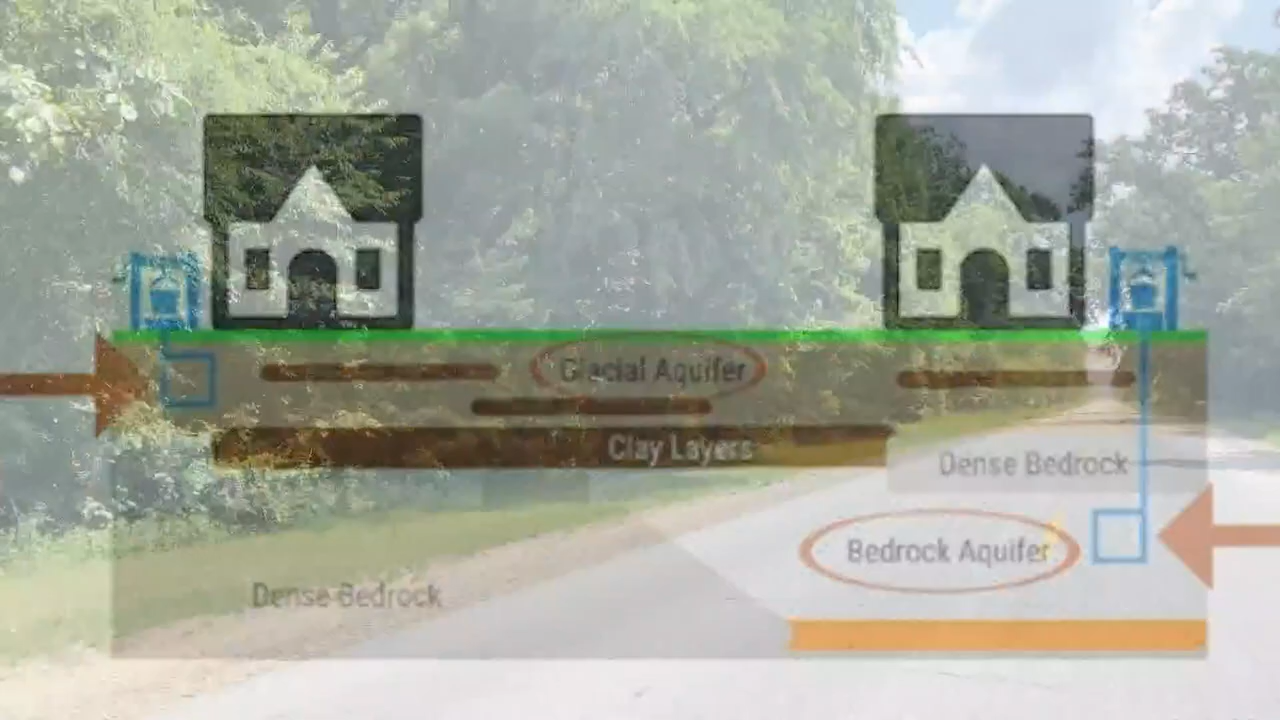 Glacial Aquifer
Clay Layers
Dense Bedrock
Bedrock Aquifer
Dense Bedrock